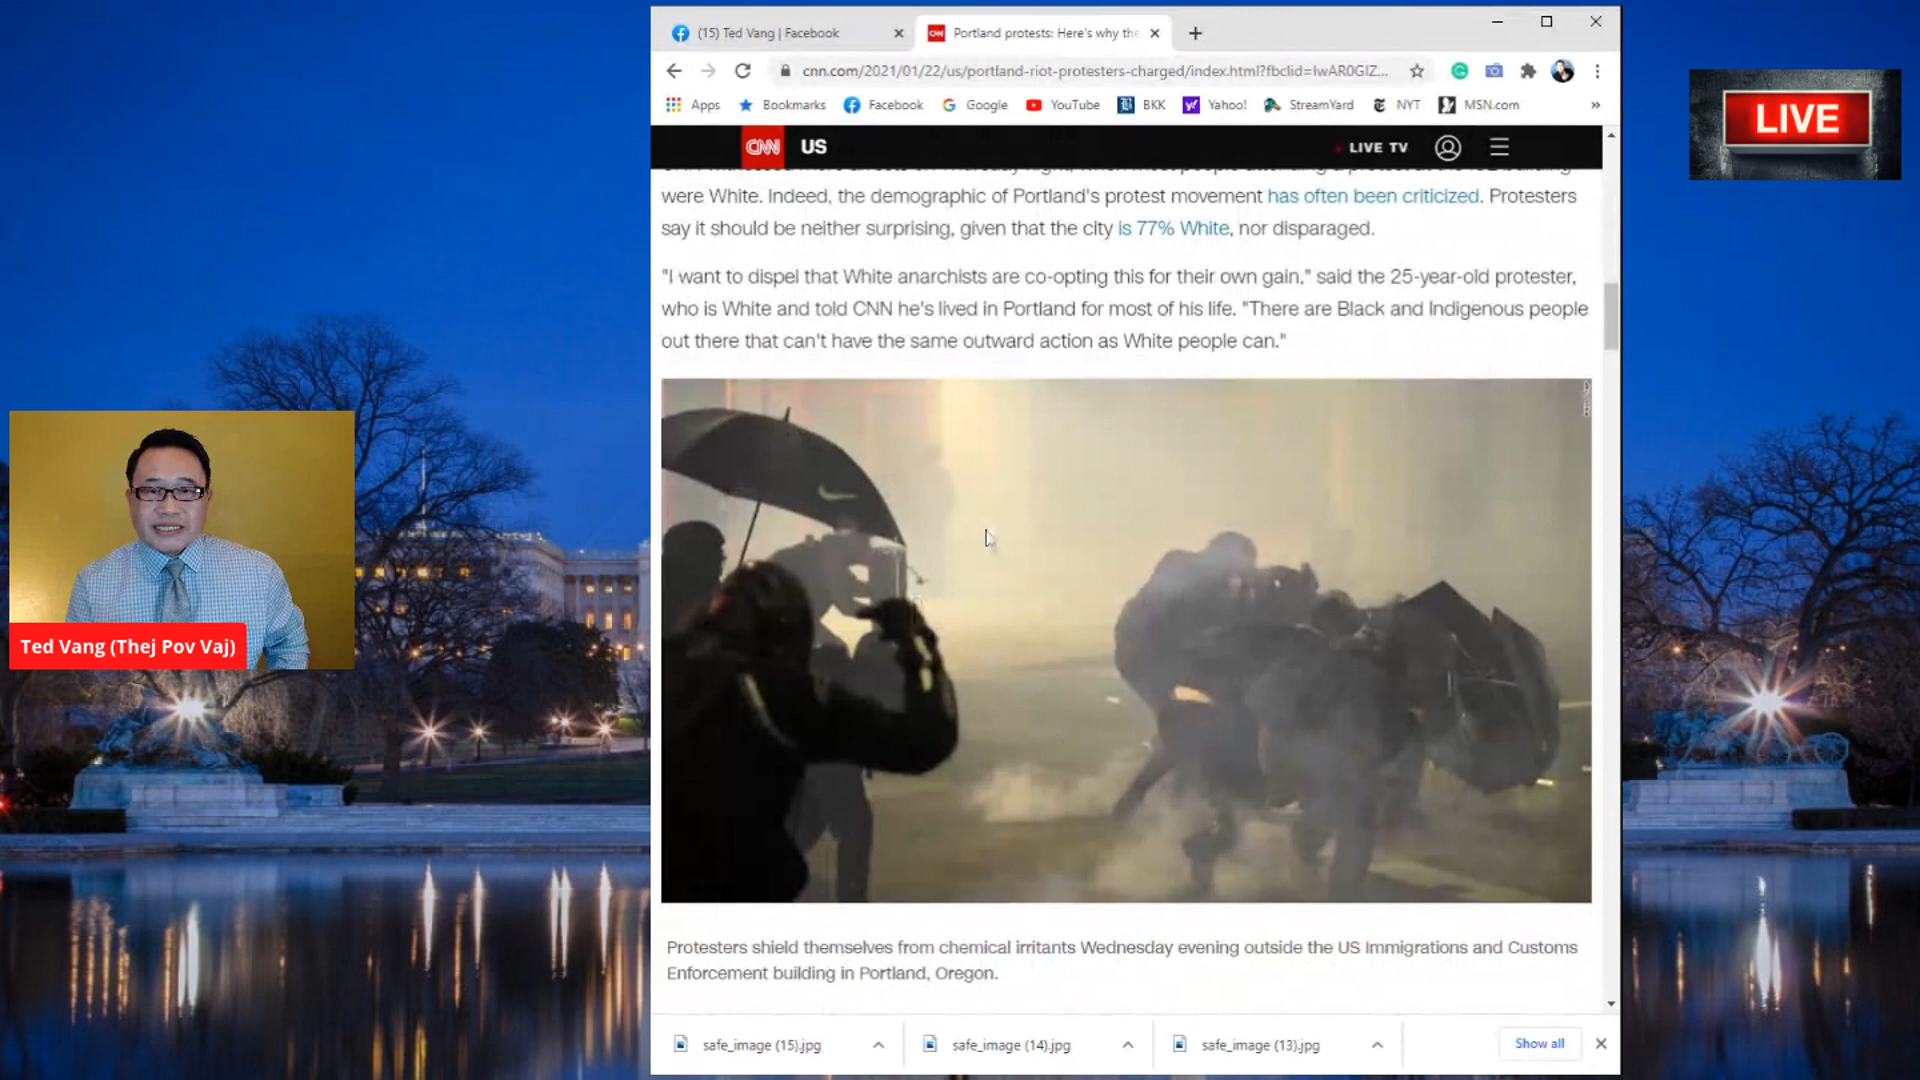 (15) Ted Vang | Facebook
Portland protests: Here's why the
cnn.com/2021/01/22/us/portland-riot-protesters-charged/index.html?fbclid=IwAR0GIZ...
Apps Bookmarks Facebook Google YouTube BKK Yahoo! StreamYard NYT MSN.com »
LIVE
CNN US LIVE TV
were White. Indeed, the demographic of Portland's protest movement has often been criticized. Protesters
say it should be neither surprising, given that the city is 77% White, nor disparaged.
"I want to dispel that White anarchists are co-opting this for their own gain," said the 25-year-old protester,
who is White and told CNN he's lived in Portland for most of his life. "There are Black and Indigenous people
out there that can't have the same outward action as White people can."
Ted Vang (Thej Pov Vaj)
Protesters shield themselves from chemical irritants Wednesday evening outside the US Immigrations and Customs
Enforcement building in Portland, Oregon.
safe_image (15).jpg safe_image (14).jpg safe_image (13).jpg Show all